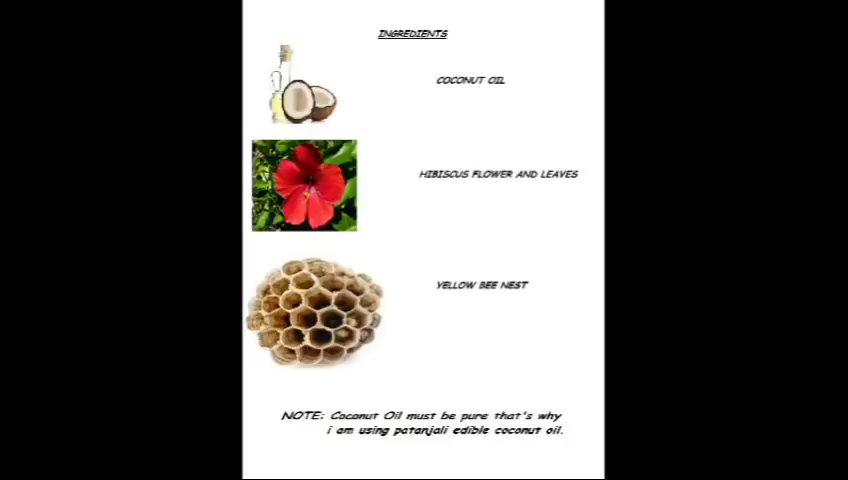 INGREDIENTS
COCONUT OIL
HIBISCUS FLOWER AND LEAVES
YELLOW BEE NEST
NOTE: Coconut Oil must be pure that's why
i am using patanjali edible coconut oil.